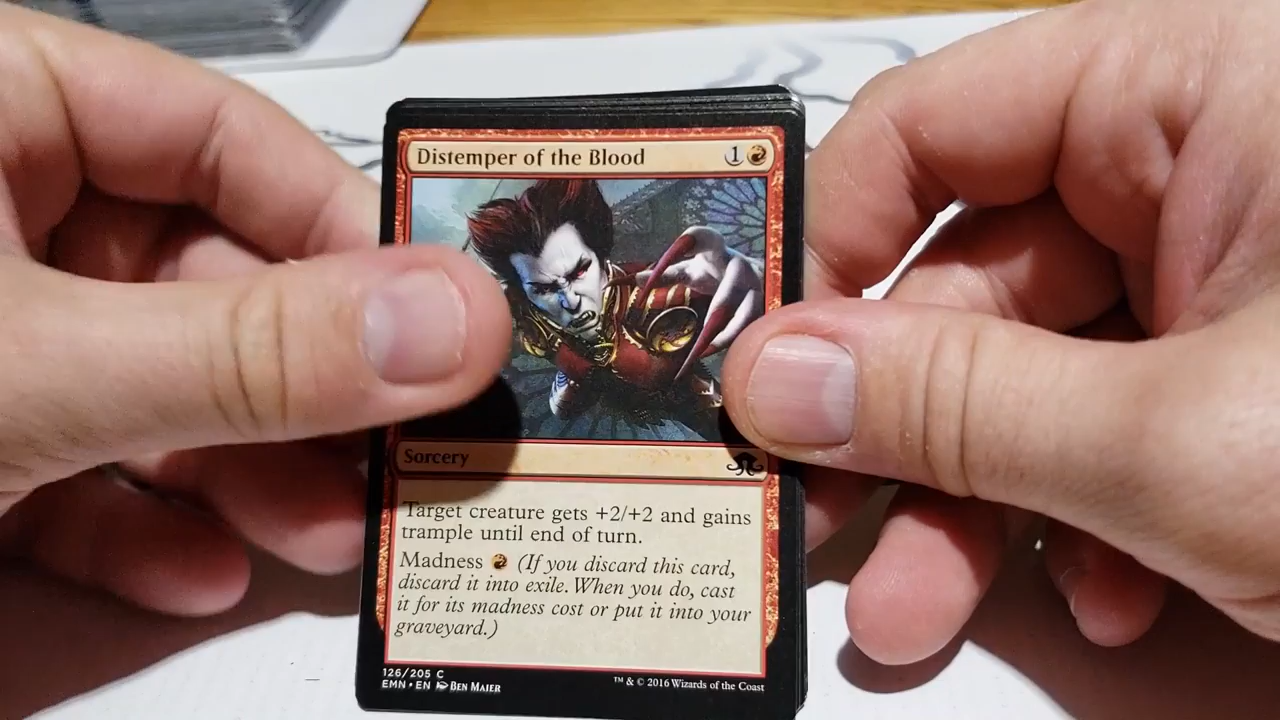 Distemper of the Blood 1
Sorcery
Target creature gets +2/+2 and gains
trample until end of turn.
Madness (If you discard this card,
discard it into exile. When you do, cast
it for its madness cost or put it into your
graveyard.)
126/205 C
EMN • EN Ben Maier
™ & © 2016 Wizards of the Coast